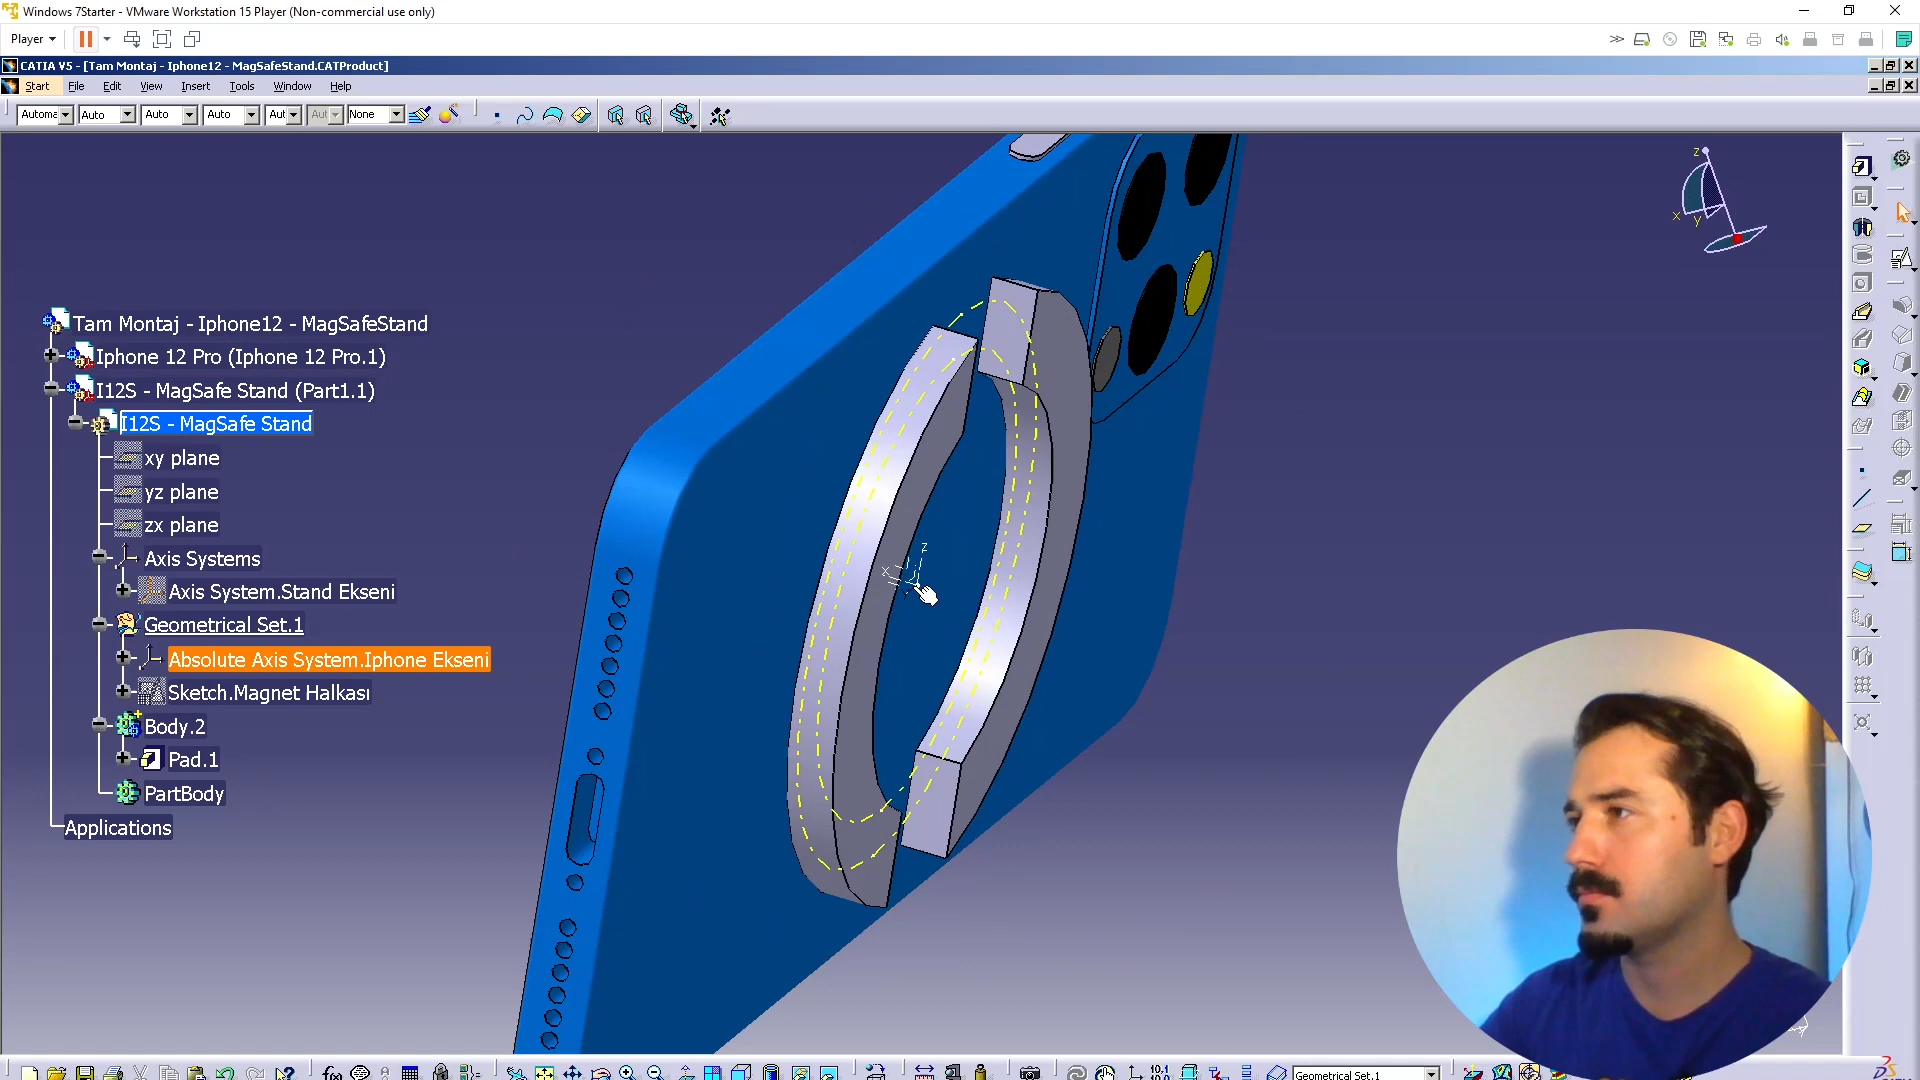 Windows 7Starter - VMware Workstation 15 Player (Non-commercial use only)
Player
CATIA V5 - [Tam Montaj - Iphone12 - MagSafeStand.CATProduct]
Start File Edit View Insert Tools Window Help
Automa Auto Auto Auto Aut Aut None
z
x y
Tam Montaj - Iphone12 - MagSafeStand
Iphone 12 Pro (Iphone 12 Pro.1)
I12S - MagSafe Stand (Part1.1)
I12S - MagSafe Stand
xy plane
yz plane
zx plane
Axis Systems
Axis System.Stand Ekseni
Geometrical Set.1
Absolute Axis System.Iphone Ekseni
Sketch.Magnet Halkası
Body.2
Pad.1
PartBody
Applications
z
x
f(x)
Geometrical Set.1